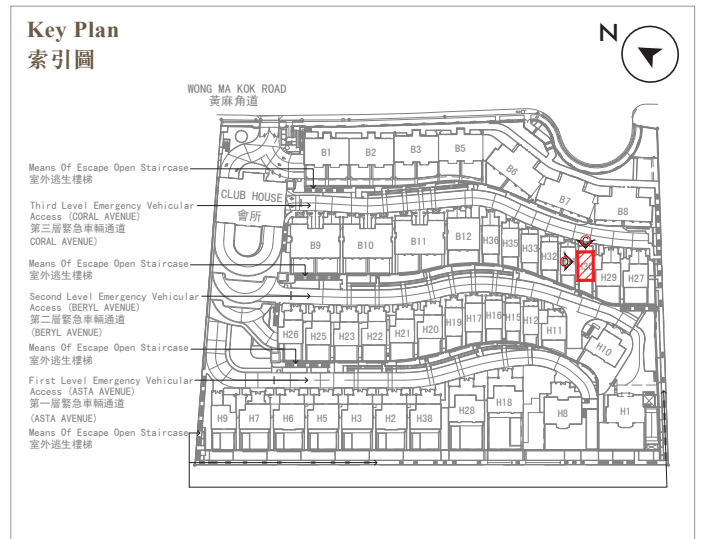 Key Plan
索引圖
N
WONG MA KOK ROAD
黃麻角道
Means Of Escape Open Staircase
室外逃生樓梯
Third Level Emergency Vehicular
Access (CORAL AVENUE)
第三層緊急車輛通道
CORAL AVENUE)
Means Of Escape Open Staircase
室外逃生樓梯
Second Level Emergency Vehicular
Access (BERYL AVENUE)
第二層緊急車輛通道
(BERYL AVENUE)
Means Of Escape Open Staircase
室外逃生樓梯
First Level Emergency Vehicular
Access (ASTA AVENUE)
第一層緊急車輛通道
(ASTA AVENUE)
Means Of Escape Open Staircase
室外逃生樓梯
CLUB HOUSE
會所
B1 B2 B3 B5 B6 B7 B8
B9 B10 B11 B12 H36 H35 H33 H32 H30 H29 H27
H26 H25 H23 H22 H21 H20 H19 H17 H16 H15 H12 H11 H10
H9 H7 H6 H5 H3 H2 H38 H28 H18 H8 H1